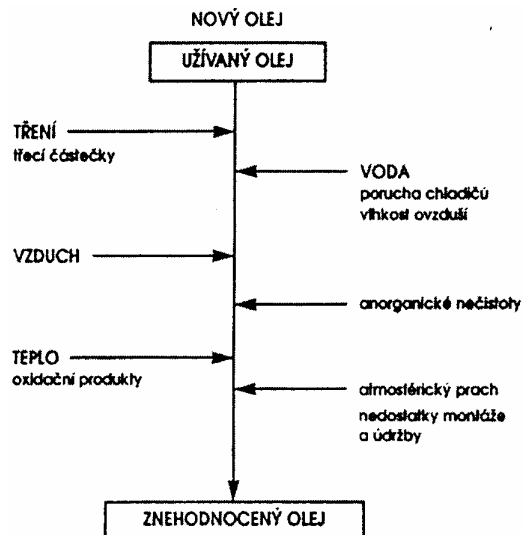 NOVÝ OLEJ
UŽÍVANÝ OLEJ
TŘENÍ
třecí částečky
VODA
porucha chladičů
vlhkost ovzduší
VZDUCH
anorganické nečistoty
TEPLO
oxidační produkty
atmosférický prach
nedostatky montáže
a údržby
ZNEHODNOCENÝ OLEJ